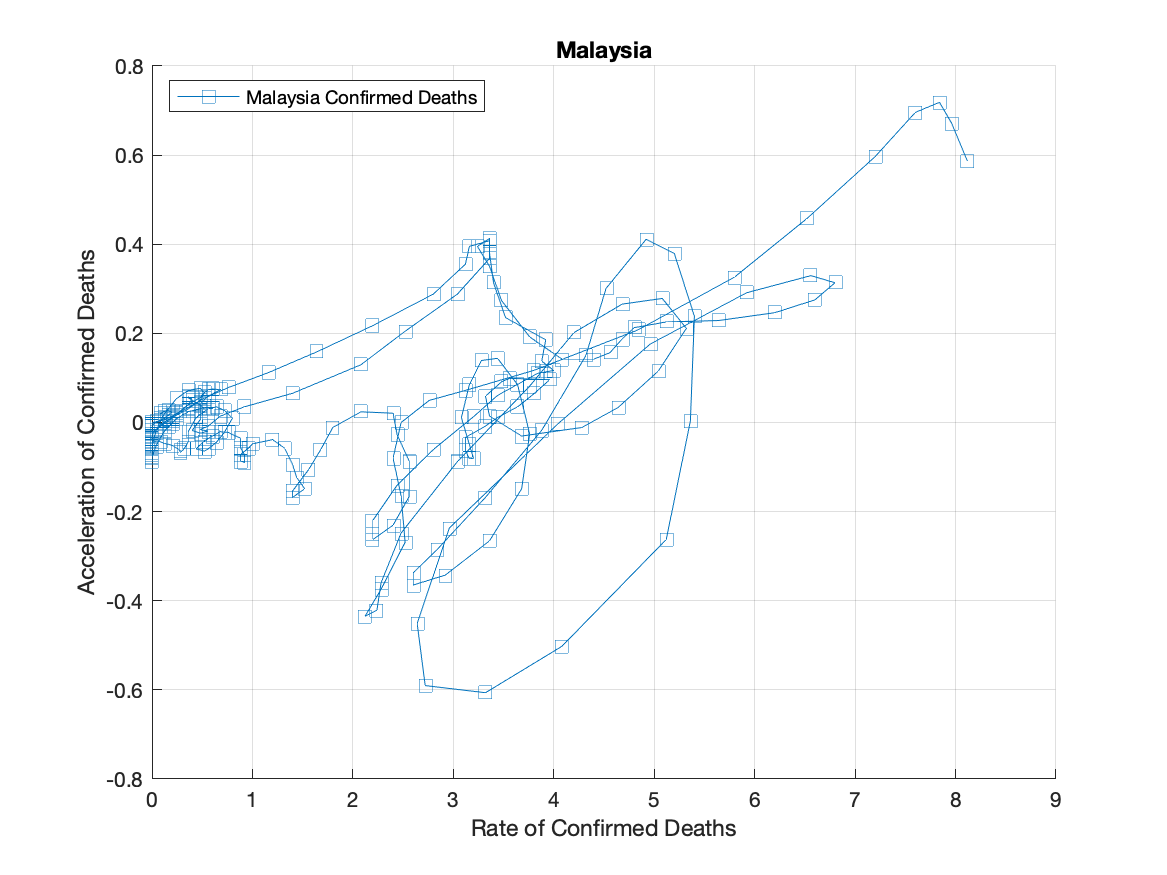 Malaysia
Malaysia Confirmed Deaths
0.8
0.6
0.4
0.2
0
-0.2
-0.4
-0.6
-0.8
Acceleration of Confirmed Deaths
0 1 2 3 4 5 6 7 8 9
Rate of Confirmed Deaths